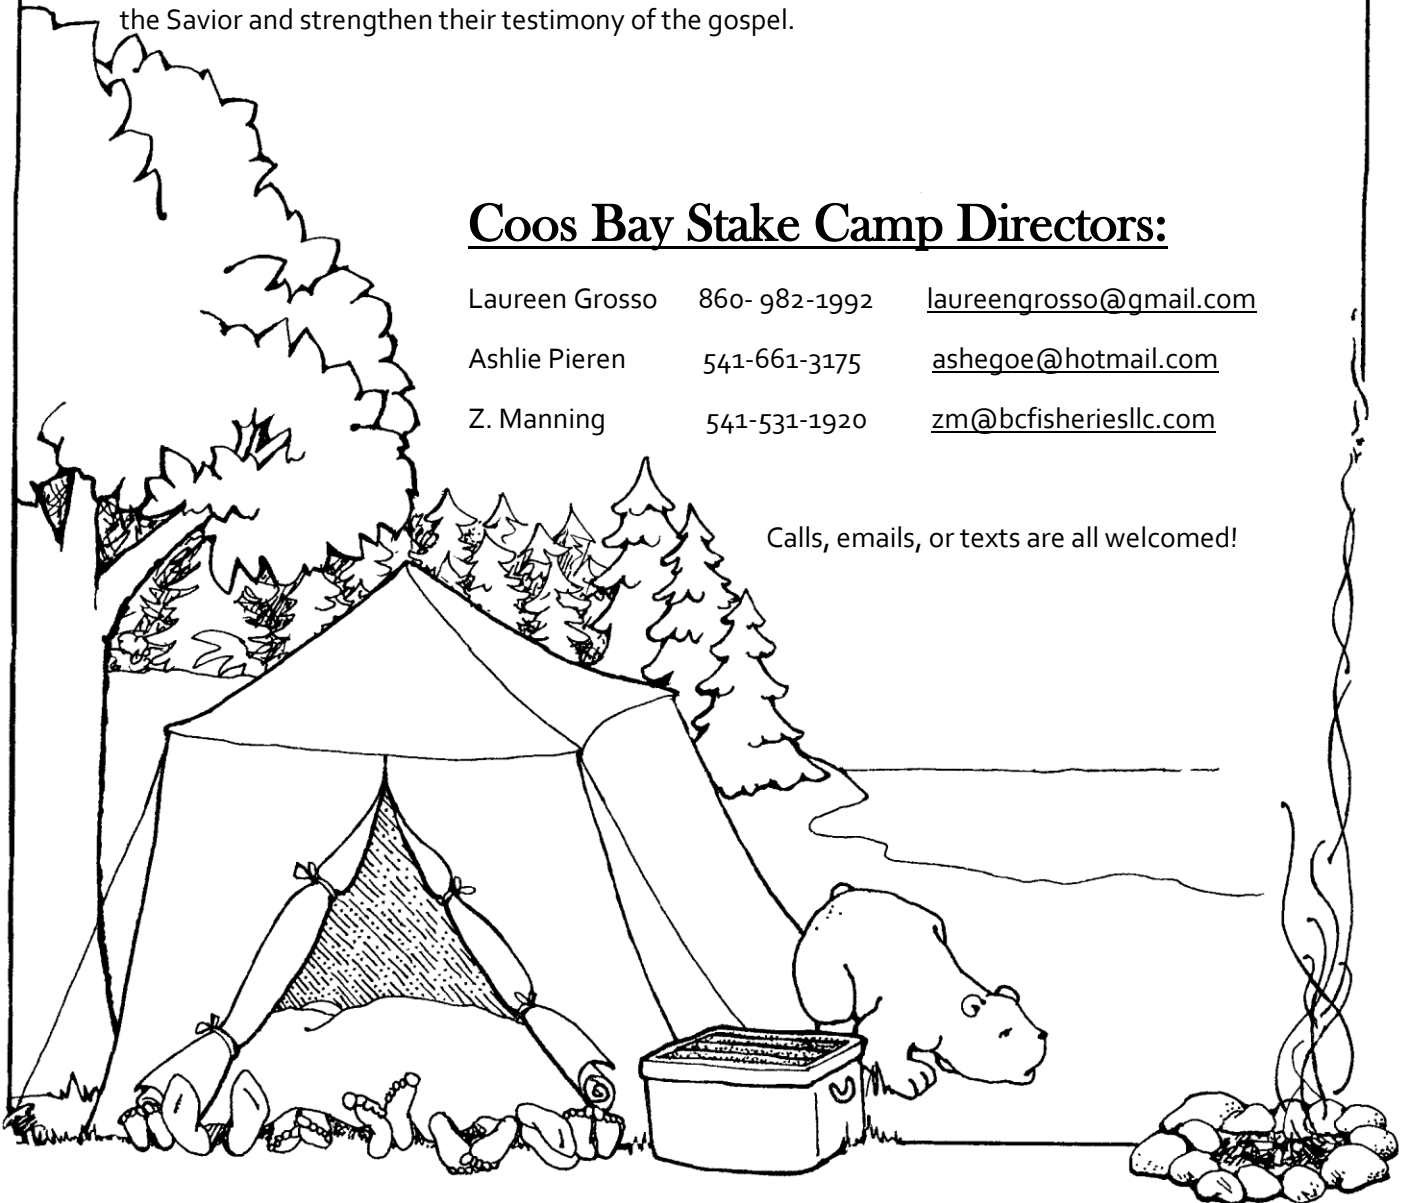 the Savior and strengthen their testimony of the gospel.
Coos Bay Stake Camp Directors:
Laureen Grosso 860- 982-1992 laureengrosso@gmail.com
Ashlie Pieren 541-661-3175 ashegoe@hotmail.com
Z. Manning 541-531-1920 zm@bcfisheriesllc.com
Calls, emails, or texts are all welcomed!